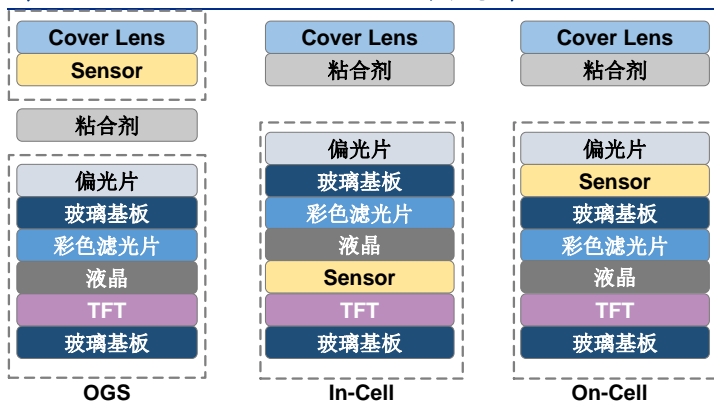 Cover Lens
Sensor
粘合剂
偏光片
玻璃基板
彩色滤光片
液晶
TFT
玻璃基板
OGS
Cover Lens
粘合剂
偏光片
玻璃基板
彩色滤光片
液晶
Sensor
TFT
玻璃基板
In-Cell
Cover Lens
粘合剂
偏光片
Sensor
玻璃基板
彩色滤光片
液晶
TFT
玻璃基板
On-Cell